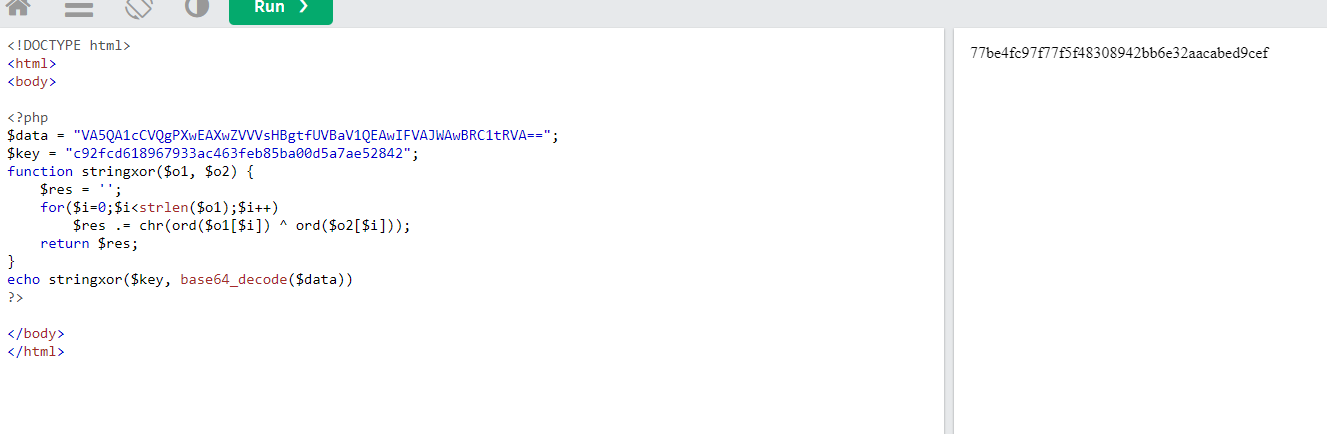 Run ❯
<!DOCTYPE html>
<html>
<body>
<?php
$data = "VA5QA1cCVQgPXwEAXwZVVVsHBgtfUVBaV1QEAwIFVAJWAwBRC1tRVA==";
$key = "c92fcd618967933ac463feb85ba00d5a7ae52842";
function stringxor($o1, $o2) {
    $res = '';
    for($i=0;$i<strlen($o1);$i++)
        $res .= chr(ord($o1[$i]) ^ ord($o2[$i]));
    return $res;
}
echo stringxor($key, base64_decode($data))
?>
</body>
</html>
77be4fc97f77f5f48308942bb6e32aacabed9cef